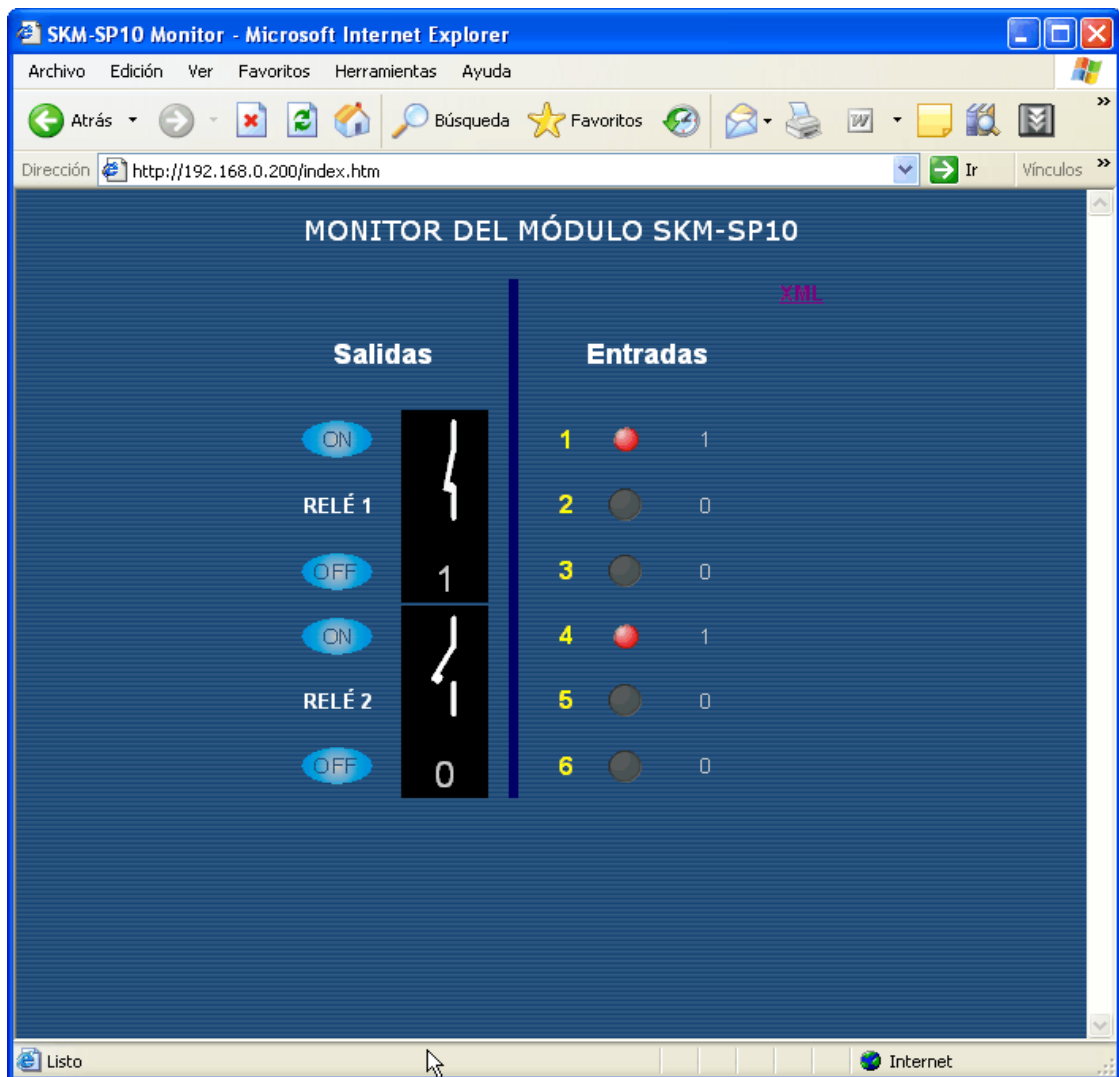 SKM-SP10 Monitor - Microsoft Internet Explorer
Archivo Edición Ver Favoritos Herramientas Ayuda
Atrás Búsqueda Favoritos »
Dirección http://192.168.0.200/index.htm Ir Vínculos »
MONITOR DEL MÓDULO SKM-SP10
XML
Salidas Entradas
ON 1 1
RELÉ 1 2 0
OFF 1 3 0
ON 4 1
RELÉ 2 5 0
OFF 0 6 0
Listo Internet